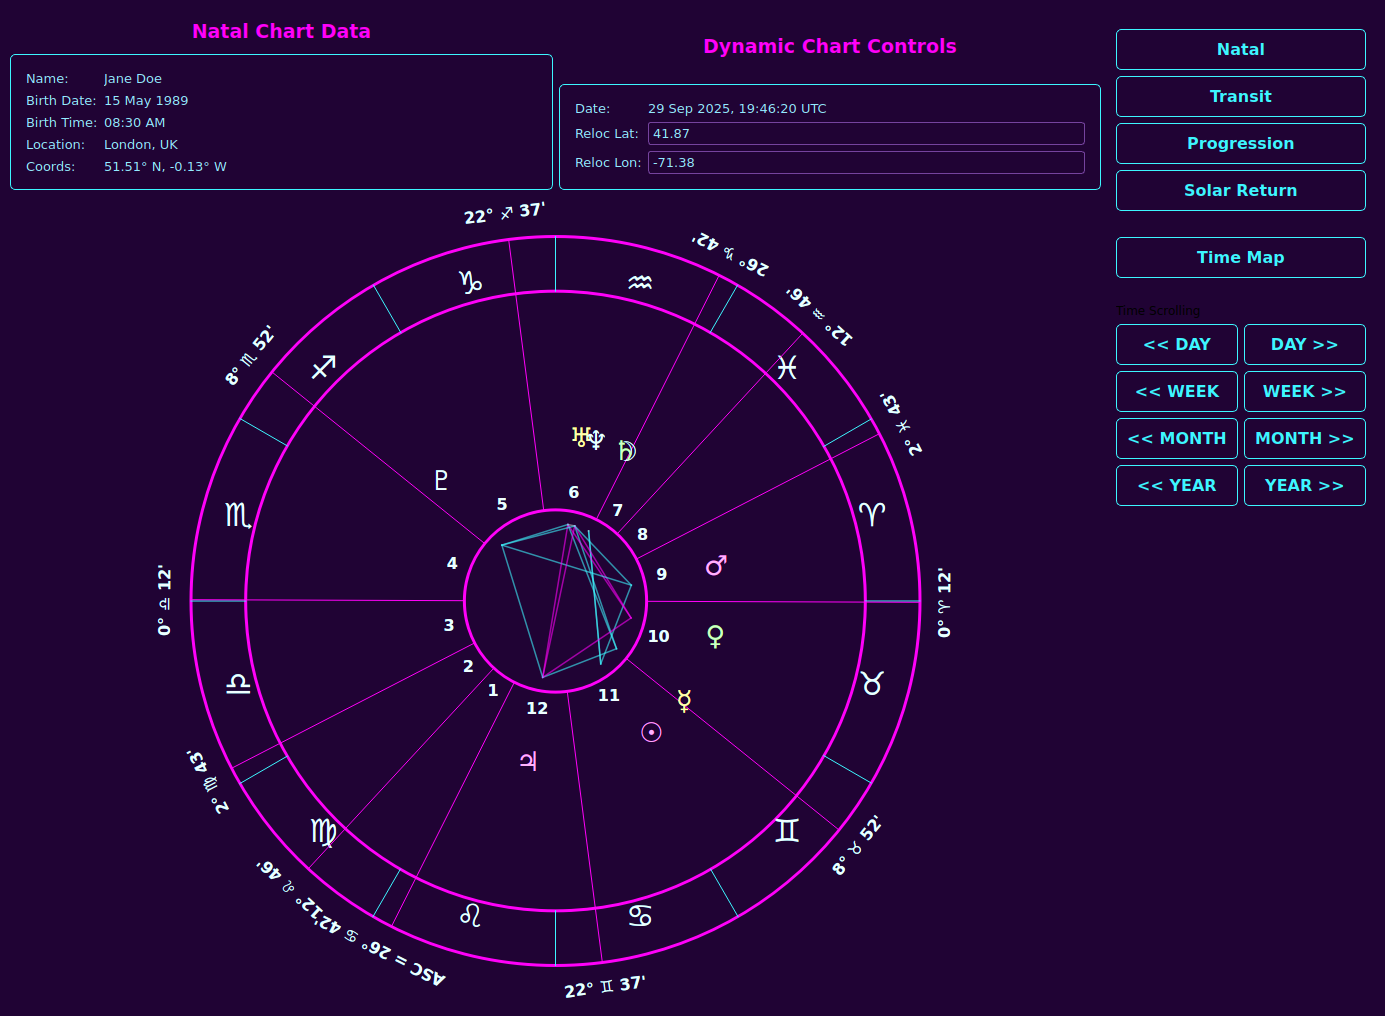 Natal Chart Data
Name: Jane Doe
Birth Date: 15 May 1989
Birth Time: 08:30 AM
Location: London, UK
Coords: 51.51° N, -0.13° W
Dynamic Chart Controls
Date: 29 Sep 2025, 19:46:20 UTC
Reloc Lat: 41.87
Reloc Lon: -71.38
Natal
Transit
Progression
Solar Return
Time Map
Time Scrolling
<< DAY
DAY >>
<< WEEK
WEEK >>
<< MONTH
MONTH >>
<< YEAR
YEAR >>
22° ♐ 37'
26° ♑ 42'
12° ♒ 46'
2° ♓ 43'
0° ♈ 12'
8° ♉ 52'
22° ♊ 37'
ASC = 26° ♋ 42'
12° ♌ 46'
2° ♍ 43'
0° ♎ 12'
8° ♏ 52'
♑
♒
♓
♈
♉
♊
♋
♌
♍
♎
♏
♐
♅
♆
♄
☽
♇
♂
♀
☿
☉
♃
6
5
7
8
4
9
3
10
2
1
11
12